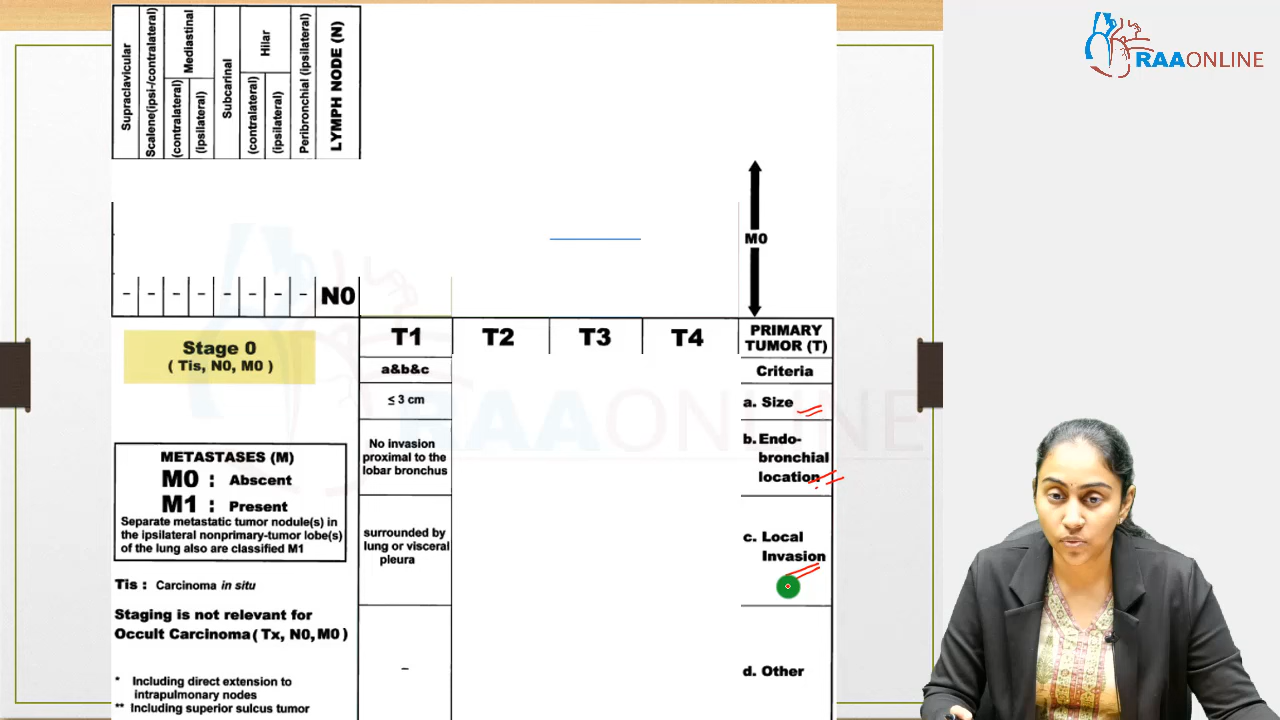 RAAONLINE
Supraclavicular
Scalene(ipsi-/contralateral)
Mediastinal
(contralateral)
(ipsilateral)
Subcarinal
Hilar
(contralateral)
(ipsilateral)
Peribronchial (ipsilateral)
LYMPH NODE (N)
M0
- - - - - - - - N0
T1 T2 T3 T4 PRIMARY
TUMOR (T)
Stage 0
( Tis, N0, M0 )
a&b&c
Criteria
≤ 3 cm
a. Size
No invasion
proximal to the
lobar bronchus
b. Endo-
bronchial
location
METASTASES (M)
M0 : Abscent
M1 : Present
Separate metastatic tumor nodule(s) in
the ipsilateral nonprimary-tumor lobe(s)
of the lung also are classified M1
surrounded by
lung or visceral
pleura
c. Local
Invasion
Tis : Carcinoma in situ
Staging is not relevant for
Occult Carcinoma ( Tx, N0, M0 )
-
d. Other
* Including direct extension to
intrapulmonary nodes
** Including superior sulcus tumor
RAAONLINE